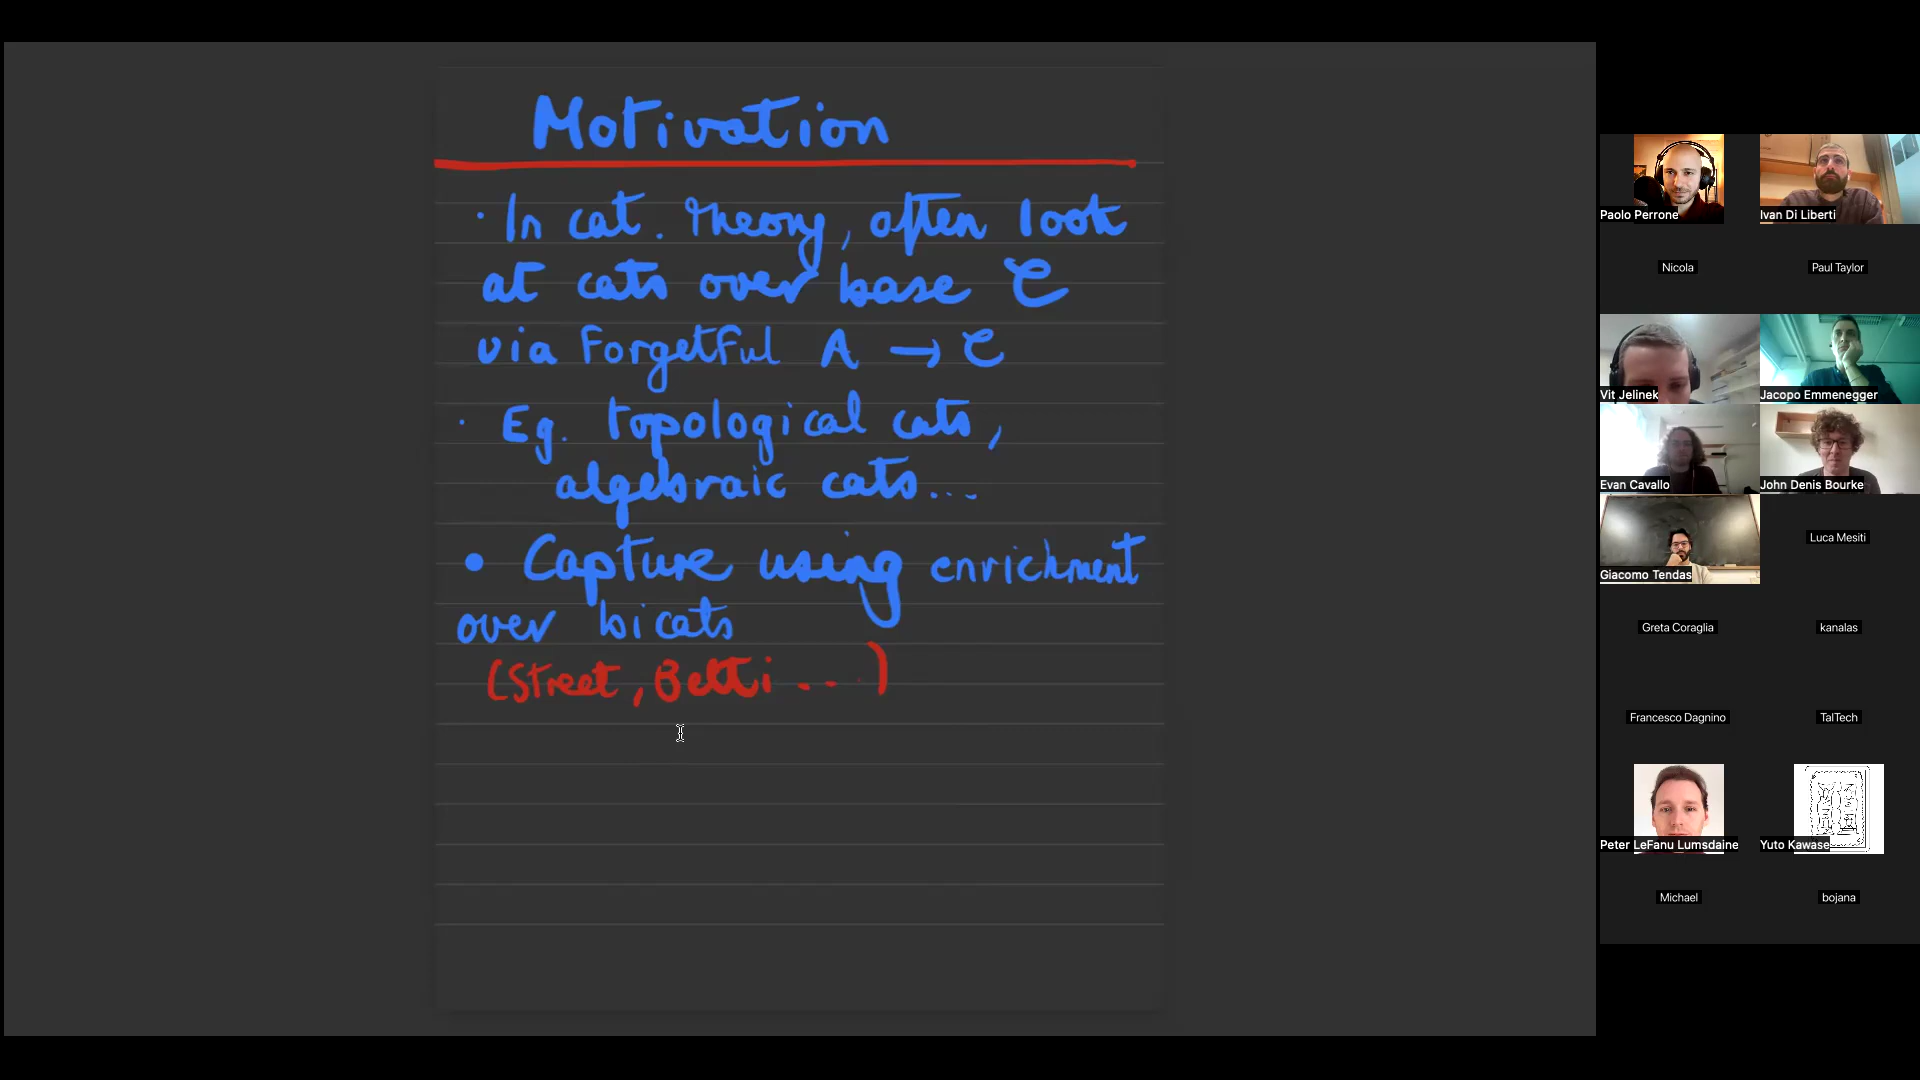 Motivation
· In cat. theory, often look
at cats over base C
via Forgetful A → C
· Eg. topological cats,
algebraic cats...
• Capture using enrichment
over bicats
(Street, Betti ... )
Paolo Perrone
Ivan Di Liberti
Nicola
Paul Taylor
Vit Jelinek
Jacopo Emmenegger
Evan Cavallo
John Denis Bourke
Giacomo Tendas
Luca Mesiti
Greta Coraglia
kanalas
Francesco Dagnino
TalTech
Peter LeFanu Lumsdaine
Yuto Kawase
Michael
bojana